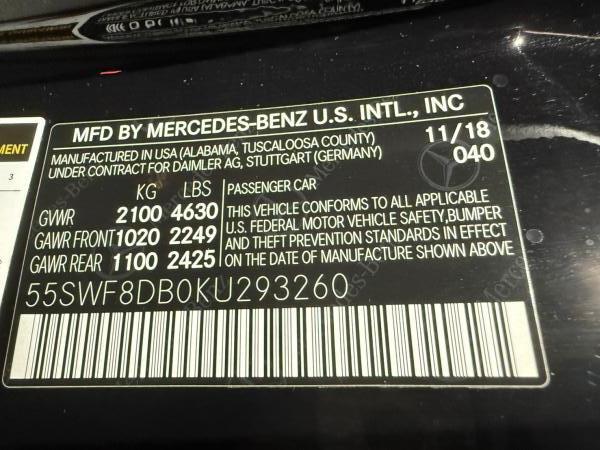 MFD BY MERCEDES-BENZ U.S. INTL., INC
MANUFACTURED IN USA (ALABAMA, TUSCALOOSA COUNTY) 11/18
UNDER CONTRACT FOR DAIMLER AG, STUTTGART (GERMANY) 040
KG LBS PASSENGER CAR
GVWR 2100 4630 THIS VEHICLE CONFORMS TO ALL APPLICABLE
GAWR FRONT 1020 2249 U.S. FEDERAL MOTOR VEHICLE SAFETY, BUMPER
AND THEFT PREVENTION STANDARDS IN EFFECT
GAWR REAR 1100 2425 ON THE DATE OF MANUFACTURE SHOWN ABOVE.
55SWF8DB0KU293260
MENT
3